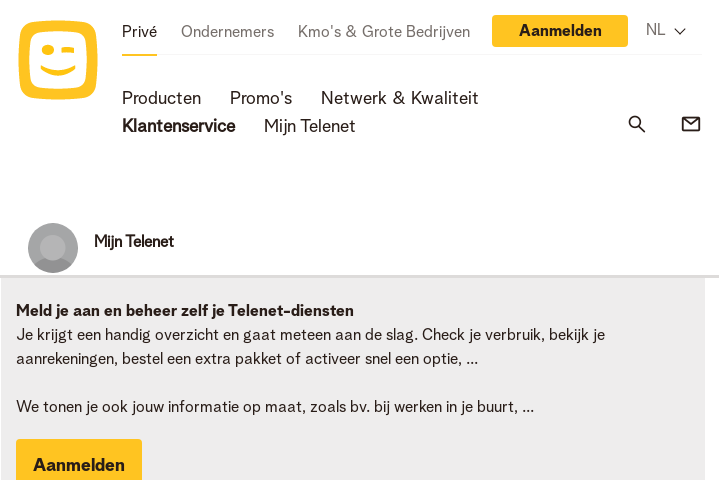 Privé Ondernemers Kmo's & Grote Bedrijven Aanmelden NL
Producten Promo's Netwerk & Kwaliteit
Klantenservice Mijn Telenet
Mijn Telenet
Meld je aan en beheer zelf je Telenet-diensten
Je krijgt een handig overzicht en gaat meteen aan de slag. Check je verbruik, bekijk je
aanrekeningen, bestel een extra pakket of activeer snel een optie, ...
We tonen je ook jouw informatie op maat, zoals bv. bij werken in je buurt, ...
Aanmelden